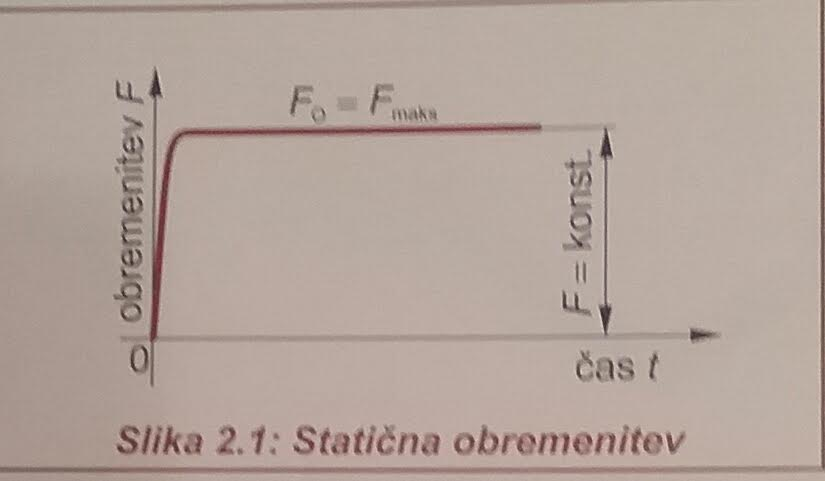 obremenitev F
F₀ = Fₘₐₖₛ
F = konst.
0
čas t
Slika 2.1: Statična obremenitev